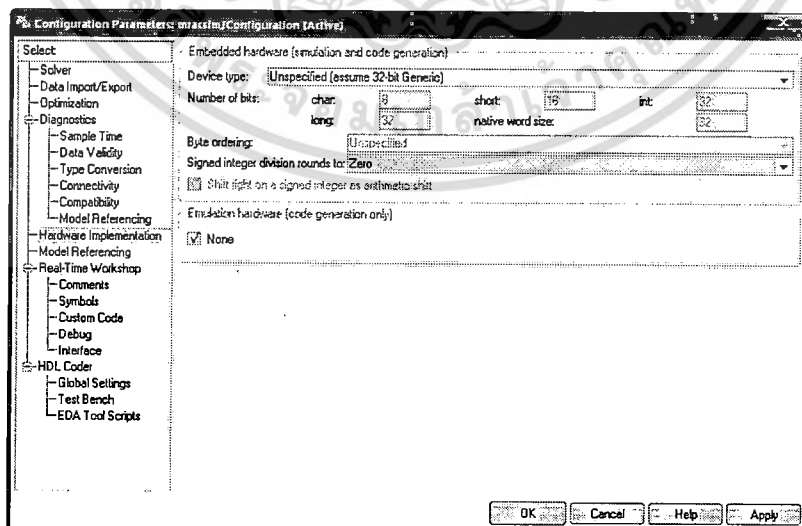 Configuration Parameters: mracsim/Configuration (Active)
Select:
Solver
Data Import/Export
Optimization
Diagnostics
Sample Time
Data Validity
Type Conversion
Connectivity
Compatibility
Model Referencing
Hardware Implementation
Model Referencing
Real-Time Workshop
Comments
Symbols
Custom Code
Debug
Interface
HDL Coder
Global Settings
Test Bench
EDA Tool Scripts
Embedded hardware (simulation and code generation)
Device type: Unspecified (assume 32-bit Generic)
Number of bits: char: 8 short: 16 int: 32
long: 32 native word size: 32
Byte ordering: Unspecified
Signed integer division rounds to: Zero
Shift right on a signed integer as arithmetic shift
Emulation hardware (code generation only)
None
OK Cancel Help Apply